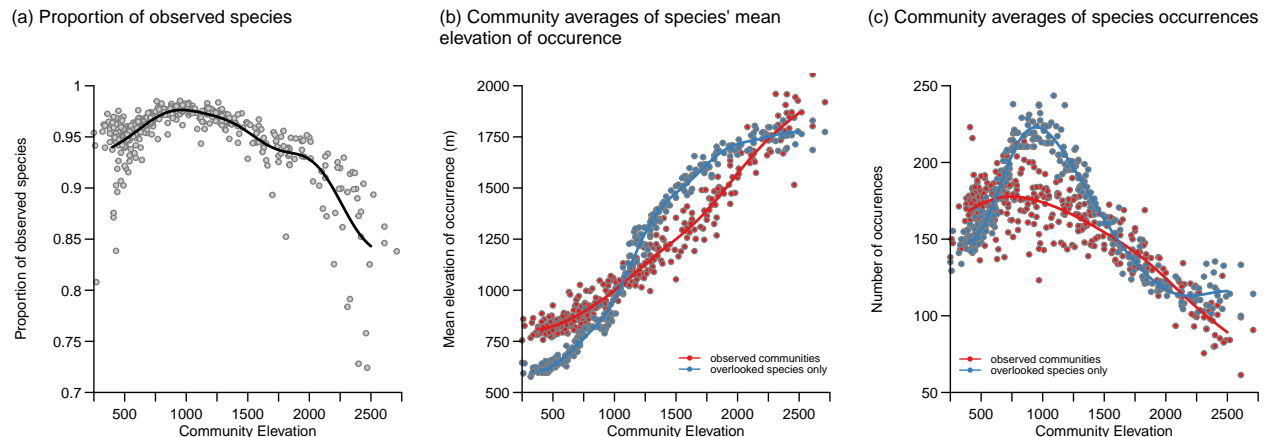 (a) Proportion of observed species
Proportion of observed species
1
0.95
0.9
0.85
0.8
0.75
0.7
500 1000 1500 2000 2500
Community Elevation
(b) Community averages of species' mean
elevation of occurence
Mean elevation of occurrence (m)
2000
1750
1500
1250
1000
750
500
observed communities
overlooked species only
500 1000 1500 2000 2500
Community Elevation
(c) Community averages of species occurrences
Number of occurrences
250
200
150
100
50
observed communities
overlooked species only
500 1000 1500 2000 2500
Community Elevation